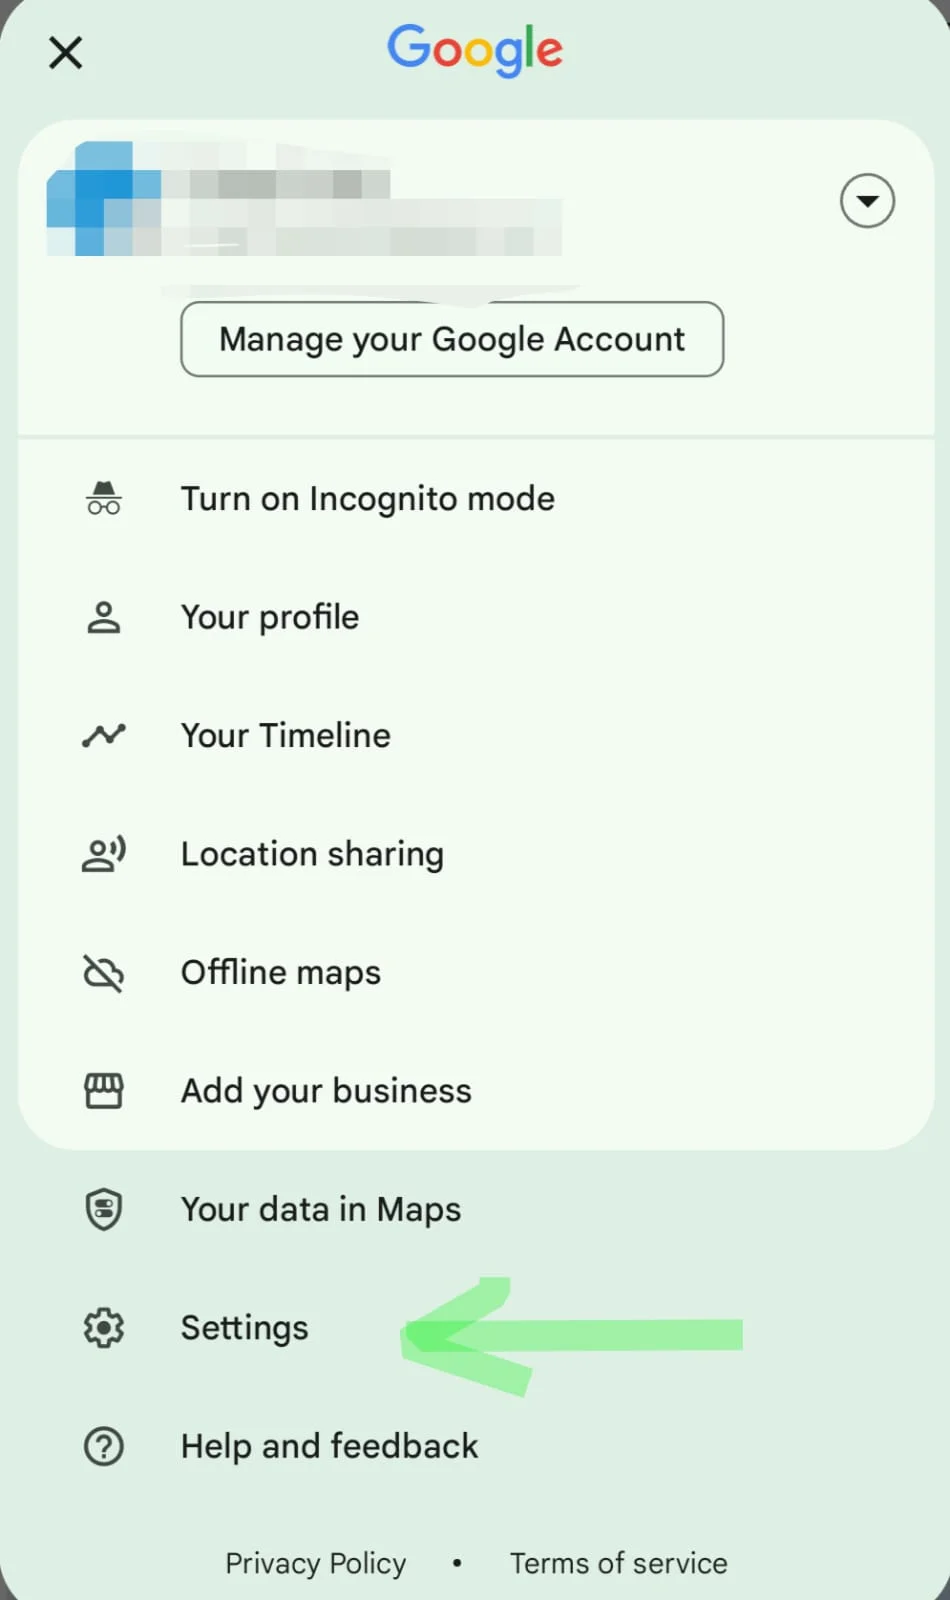 Google
Manage your Google Account
Turn on Incognito mode
Your profile
Your Timeline
Location sharing
Offline maps
Add your business
Your data in Maps
Settings
Help and feedback
Privacy Policy • Terms of service